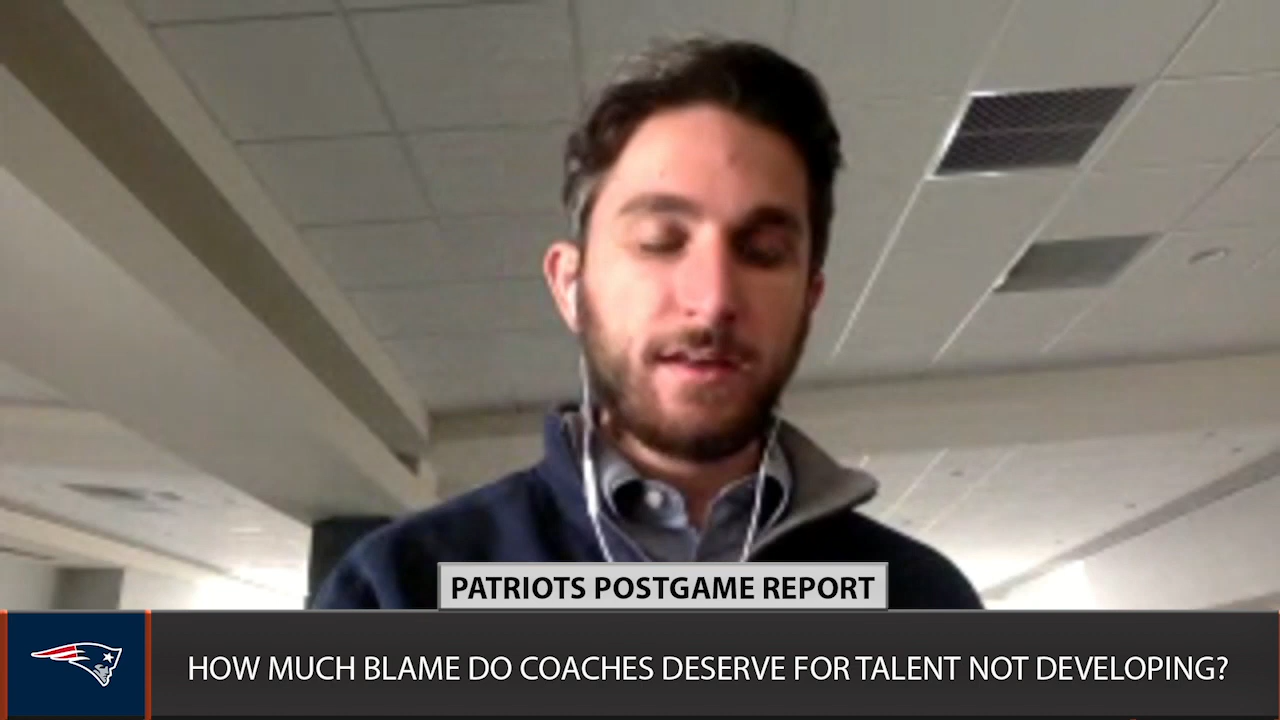 PATRIOTS POSTGAME REPORT
HOW MUCH BLAME DO COACHES DESERVE FOR TALENT NOT DEVELOPING?